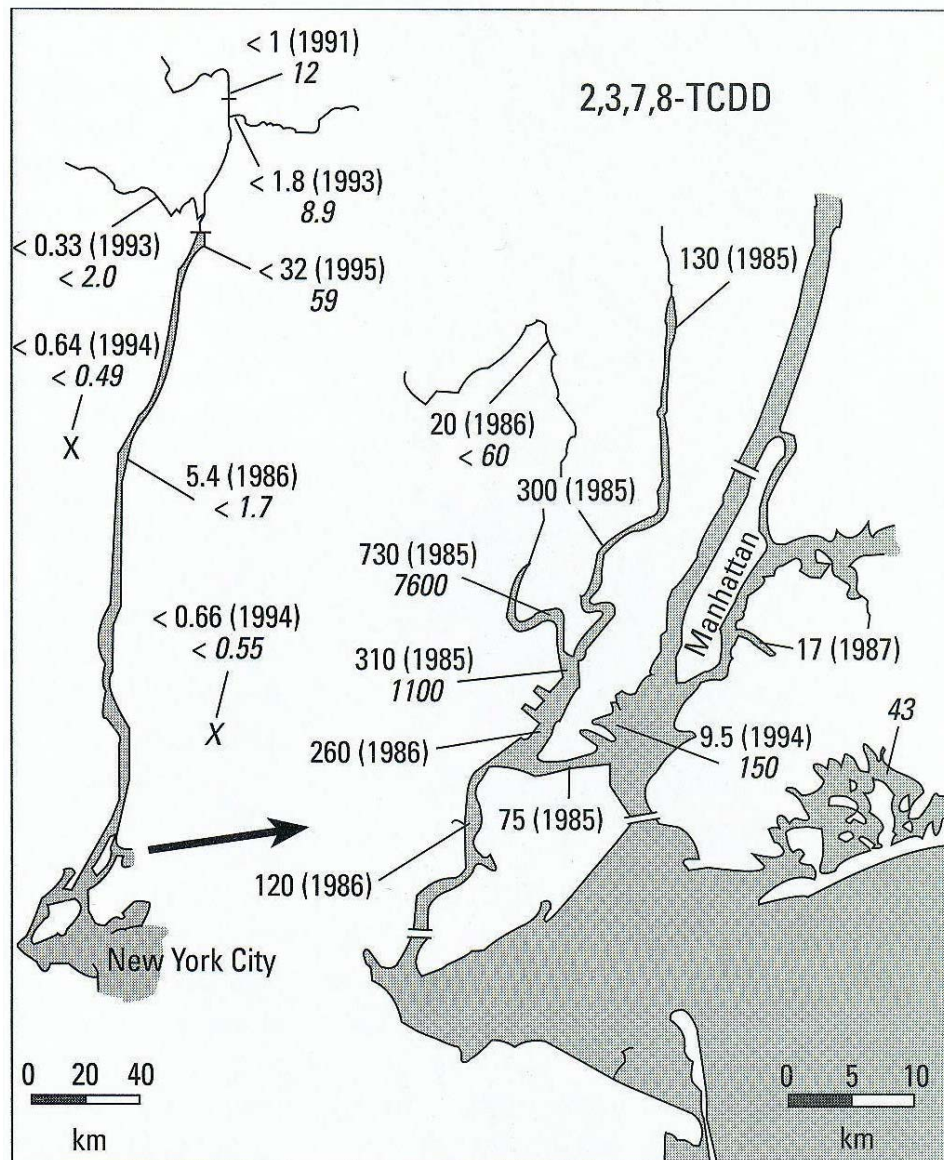 < 1 (1991)
12
2,3,7,8-TCDD
< 1.8 (1993)
8.9
< 0.33 (1993)
< 2.0
< 32 (1995)
59
130 (1985)
< 0.64 (1994)
< 0.49
X
20 (1986)
< 60
5.4 (1986)
< 1.7
300 (1985)
730 (1985)
7600
Manhattan
< 0.66 (1994)
< 0.55
X
17 (1987)
310 (1985)
1100
43
260 (1986)
9.5 (1994)
150
75 (1985)
120 (1986)
New York City
0 20 40
km
0 5 10
km